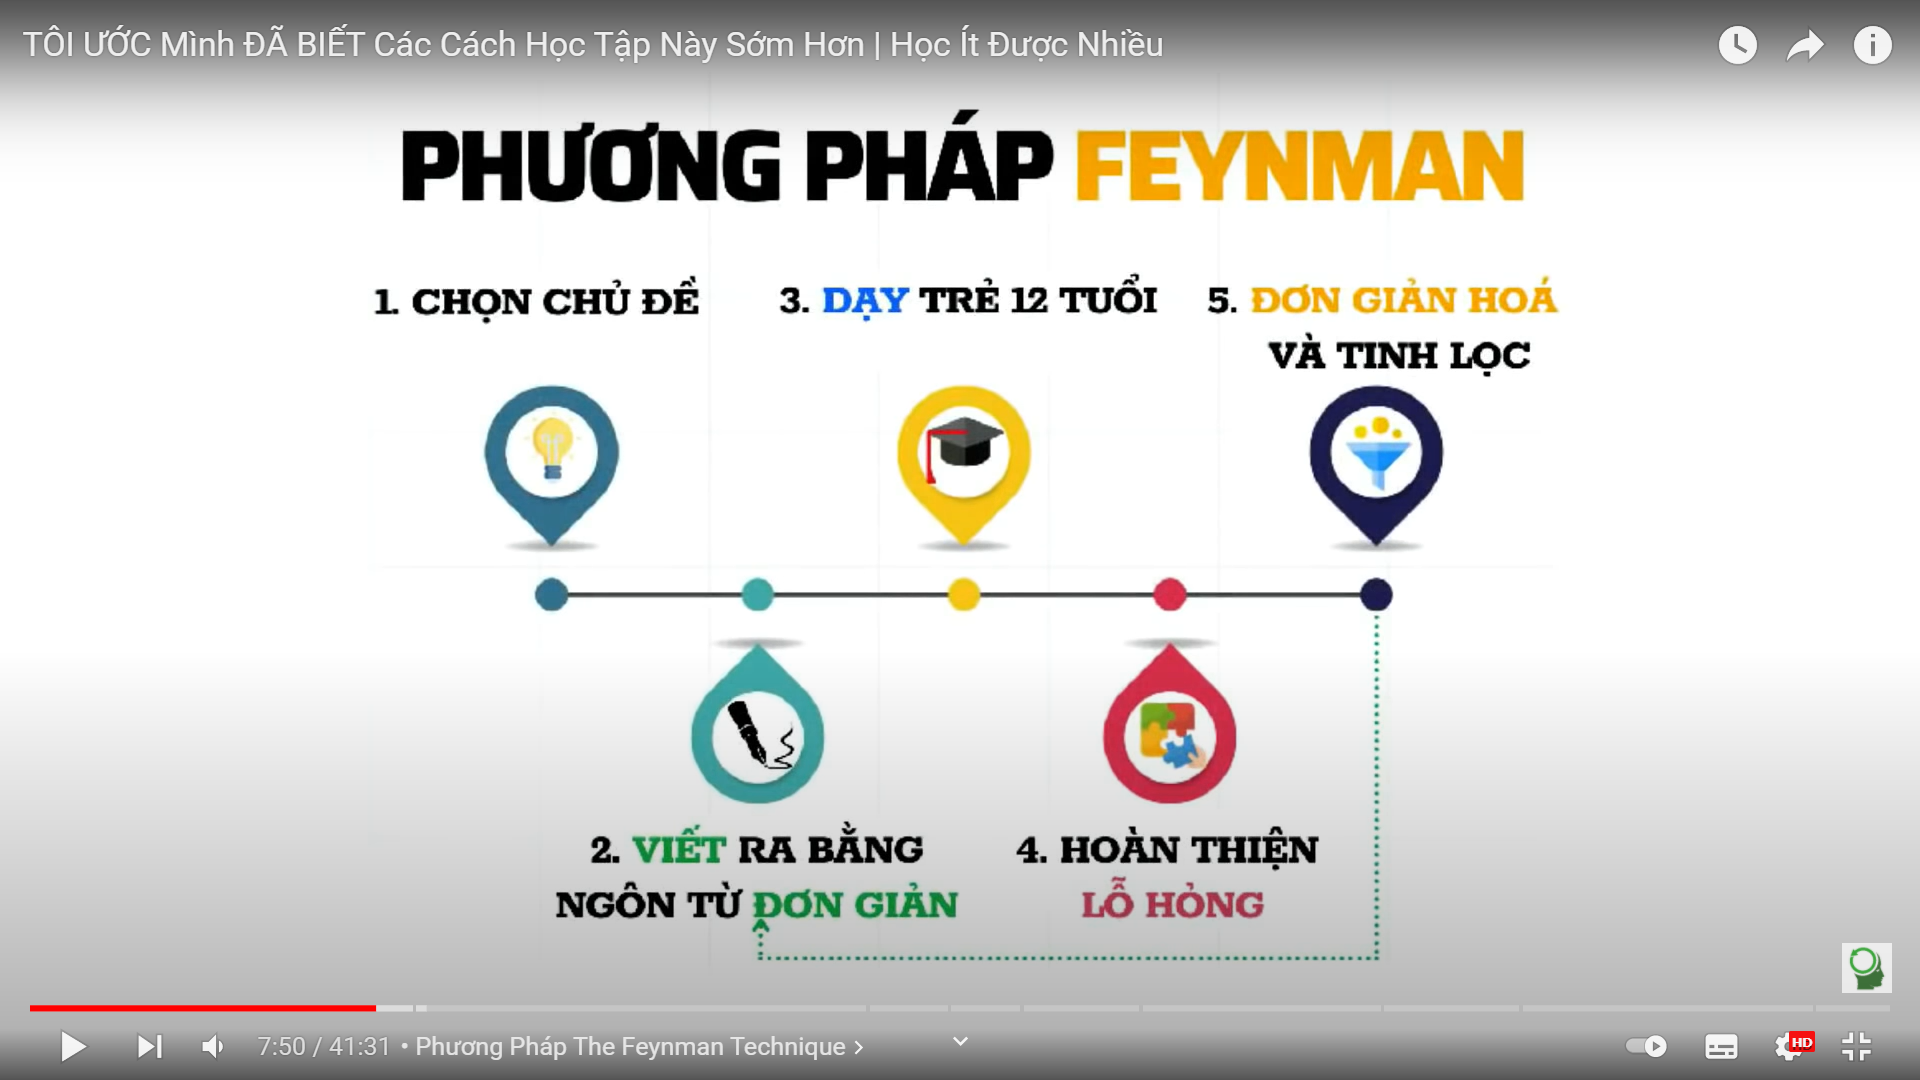 TÔI ƯỚC Mình ĐÃ BIẾT Các Cách Học Tập Này Sớm Hơn | Học Ít Được Nhiều
PHƯƠNG PHÁP FEYNMAN
1. CHỌN CHỦ ĐỀ
3. DẠY TRẺ 12 TUỔI
5. ĐƠN GIẢN HOÁ
VÀ TINH LỌC
2. VIẾT RA BẰNG
NGÔN TỪ ĐƠN GIẢN
4. HOÀN THIỆN
LỖ HỎNG
7:50 / 41:31 • Phương Pháp The Feynman Technique
HD